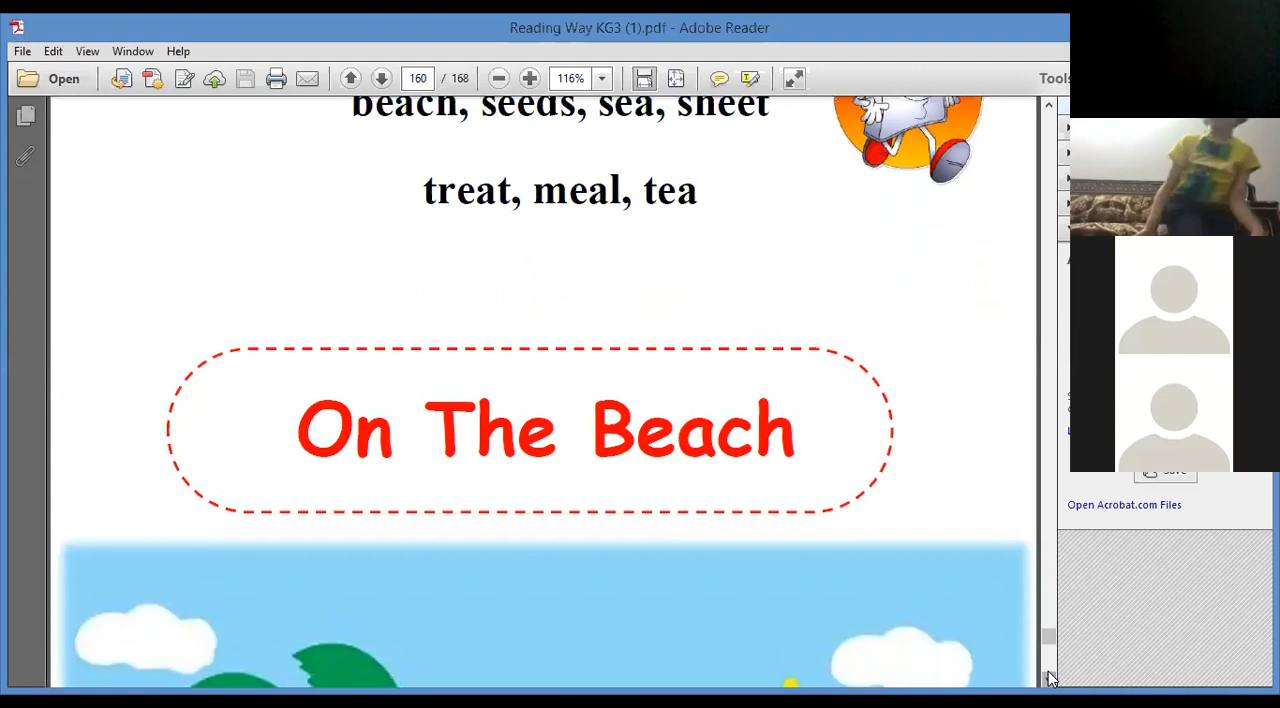 Reading Way KG3 (1).pdf - Adobe Reader
File Edit View Window Help
Open 160 / 168 116% Tools
beach, seeds, sea, sheet
treat, meal, tea
On The Beach
Save
Open Acrobat.com Files